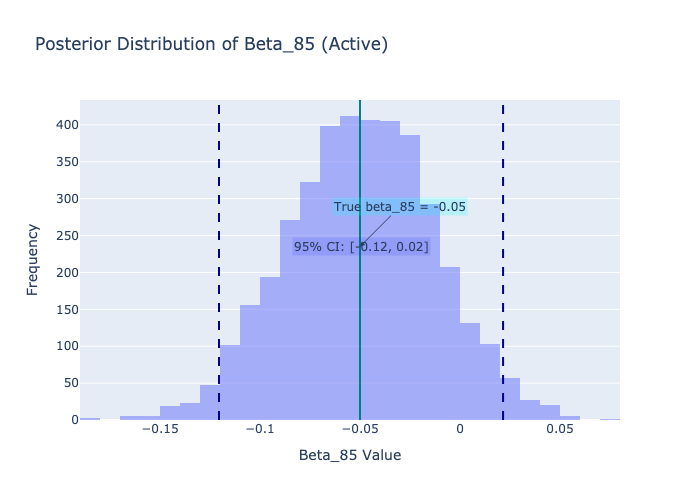 Posterior Distribution of Beta_85 (Active)
400
350
300
250
200
150
100
50
0
Frequency
True beta_85 = -0.05
95% CI: [-0.12, 0.02]
−0.15
−0.1
−0.05
0
0.05
Beta_85 Value